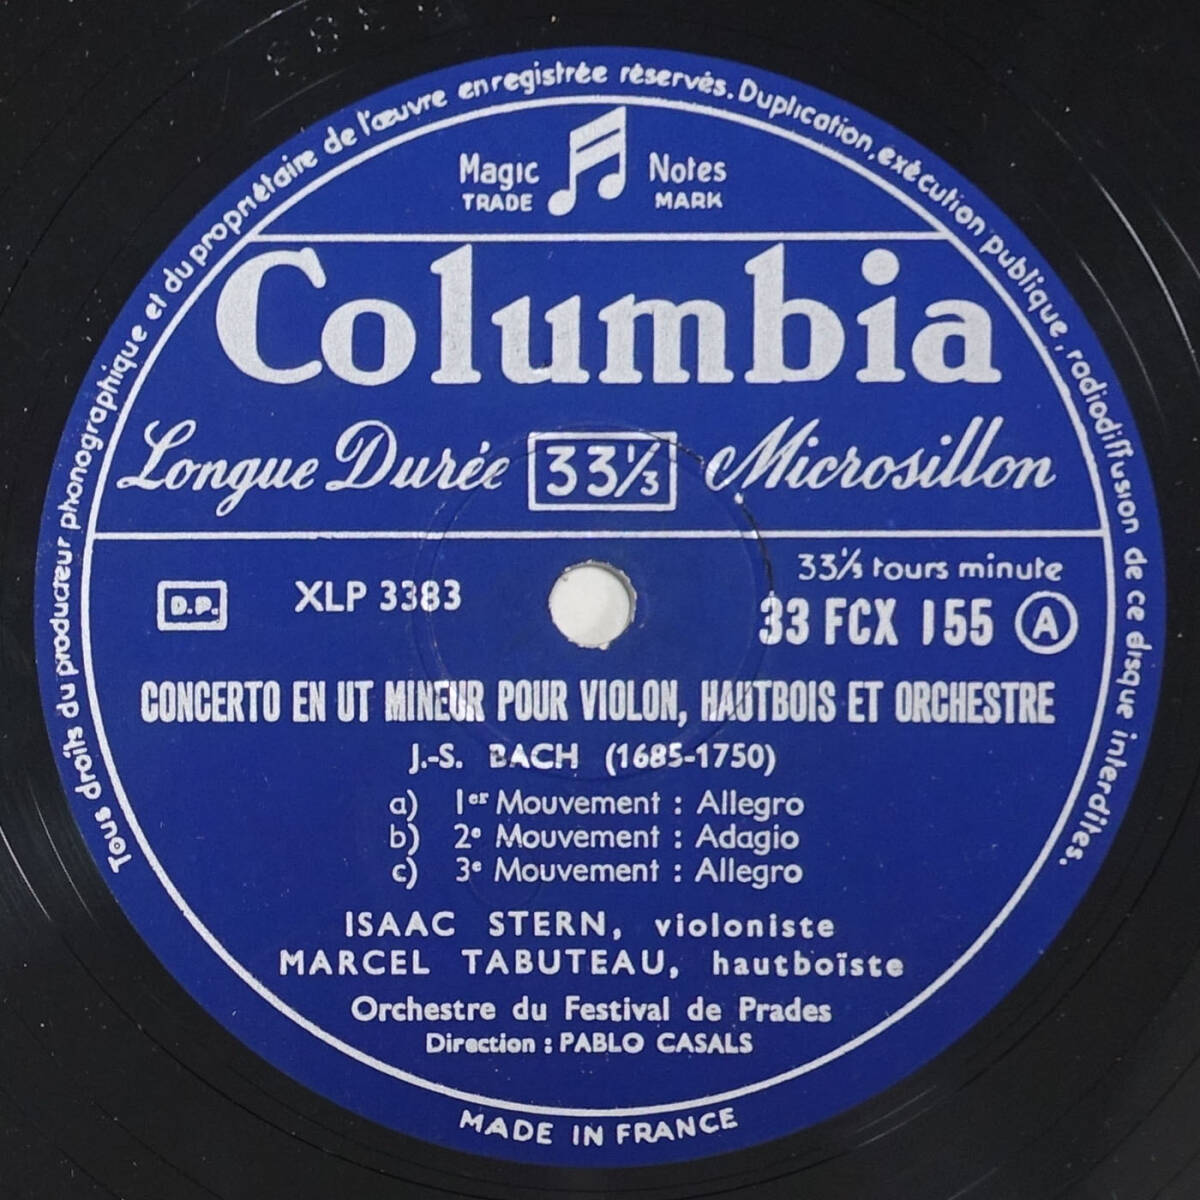 Tous droits du producteur phonographique et du propriétaire de l'œuvre enregistrée réservés. Duplication, exécution publique, radiodiffusion de ce disque interdites.
Magic Notes
TRADE MARK
Columbia
Longue Durée 33⅓ Microsillon
33⅓ tours minute
D.P. XLP 3383 33 FCX 155 A
CONCERTO EN UT MINEUR POUR VIOLON, HAUTBOIS ET ORCHESTRE
J.-S. BACH (1685-1750)
a) 1er Mouvement : Allegro
b) 2e Mouvement : Adagio
c) 3e Mouvement : Allegro
ISAAC STERN, violoniste
MARCEL TABUTEAU, hautboïste
Orchestre du Festival de Prades
Direction : PABLO CASALS
MADE IN FRANCE